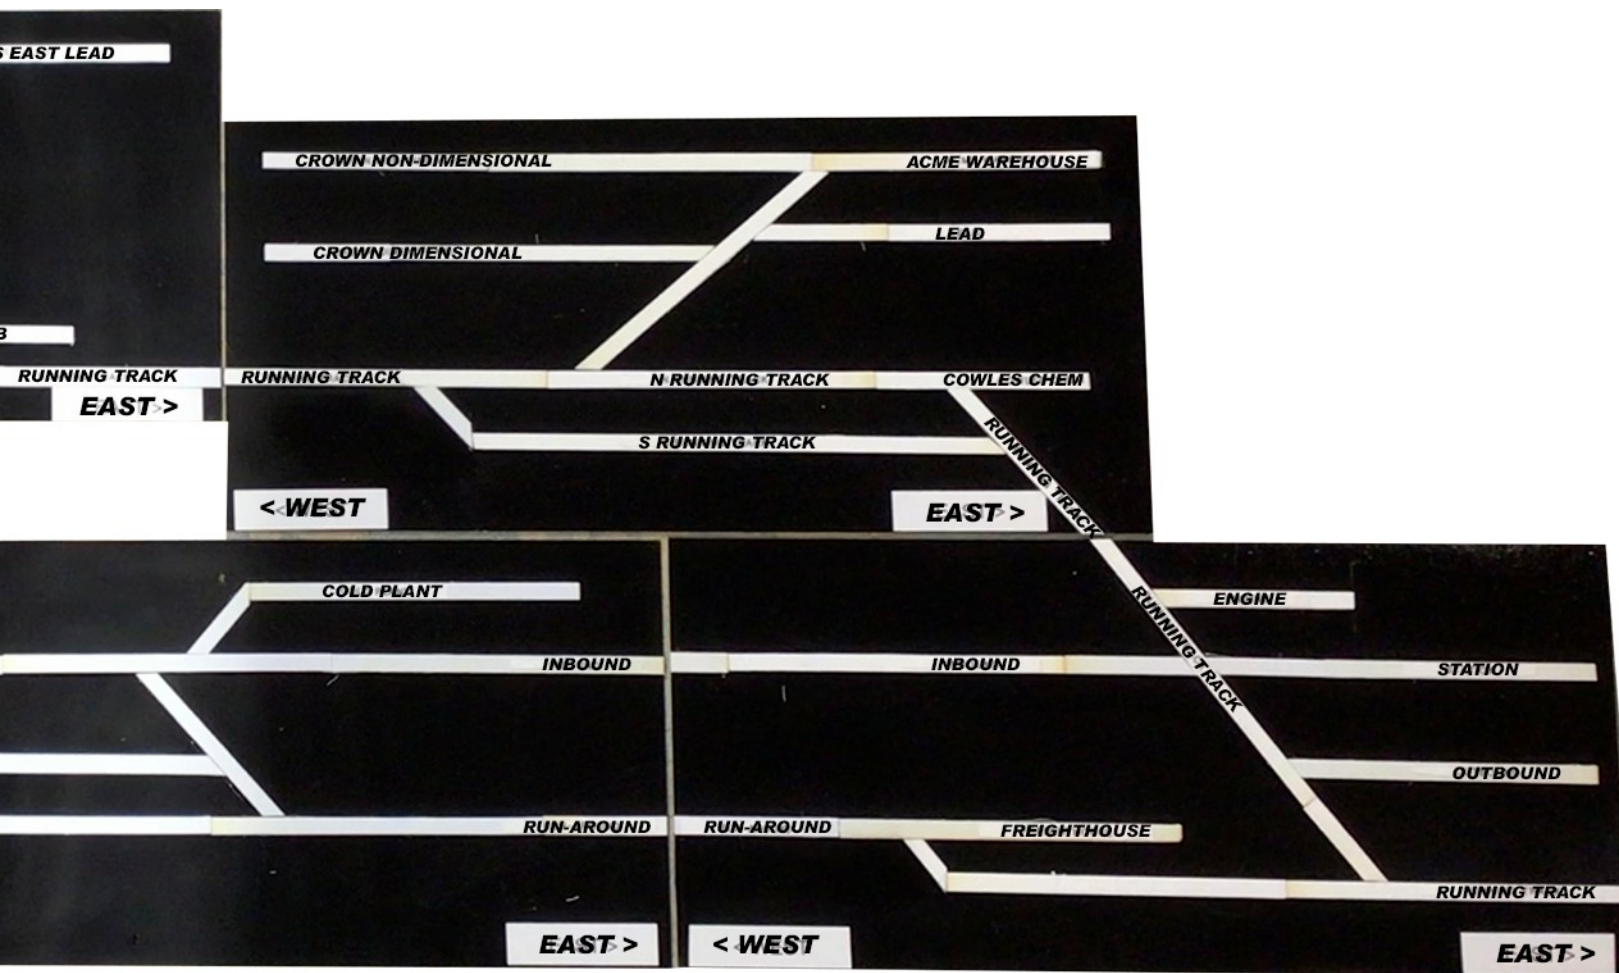 S EAST LEAD
CROWN NON-DIMENSIONAL
ACME WAREHOUSE
LEAD
CROWN DIMENSIONAL
B
RUNNING TRACK
RUNNING TRACK
N RUNNING TRACK
COWLES CHEM
EAST >
RUNNING TRACK
S RUNNING TRACK
< WEST
EAST >
COLD PLANT
ENGINE
RUNNING TRACK
INBOUND
INBOUND
STATION
OUTBOUND
RUN-AROUND
RUN-AROUND
FREIGHTHOUSE
RUNNING TRACK
EAST >
< WEST
EAST >